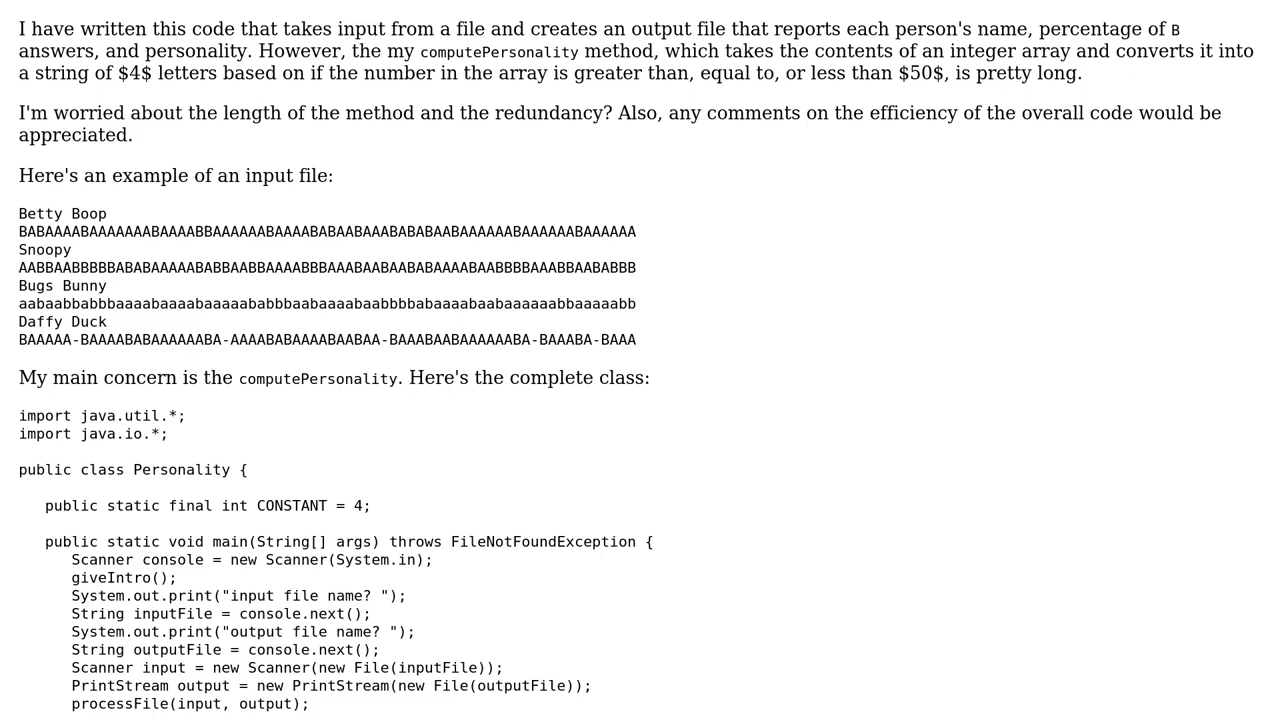 I have written this code that takes input from a file and creates an output file that reports each person's name, percentage of B
answers, and personality. However, the my computePersonality method, which takes the contents of an integer array and converts it into
a string of $4$ letters based on if the number in the array is greater than, equal to, or less than $50$, is pretty long.
I'm worried about the length of the method and the redundancy? Also, any comments on the efficiency of the overall code would be
appreciated.
Here's an example of an input file:
Betty Boop
BABAAAABAAAAAAABAAAABBAAAAAABAAAABABAABAAABABABAABAAAAAABAAAAAABAAAAAA
Snoopy
AABBAABBBBBABABAAAAABABBAABBAAAABBBAAABAABAABABAAAABAABBBBAAABBAABABBB
Bugs Bunny
aabaabbabbbaaaabaaaabaaaaababbbaabaaaabaabbbbabaaaabaabaaaaaabbaaaaabb
Daffy Duck
BAAAAA-BAAAABABAAAAAABA-AAAABABAAAABAABAA-BAAABAABAAAAAABA-BAAABA-BAAA
My main concern is the computePersonality. Here's the complete class:
import java.util.*;
import java.io.*;
public class Personality {
public static final int CONSTANT = 4;
public static void main(String[] args) throws FileNotFoundException {
Scanner console = new Scanner(System.in);
giveIntro();
System.out.print("input file name? ");
String inputFile = console.next();
System.out.print("output file name? ");
String outputFile = console.next();
Scanner input = new Scanner(new File(inputFile));
PrintStream output = new PrintStream(new File(outputFile));
processFile(input, output);